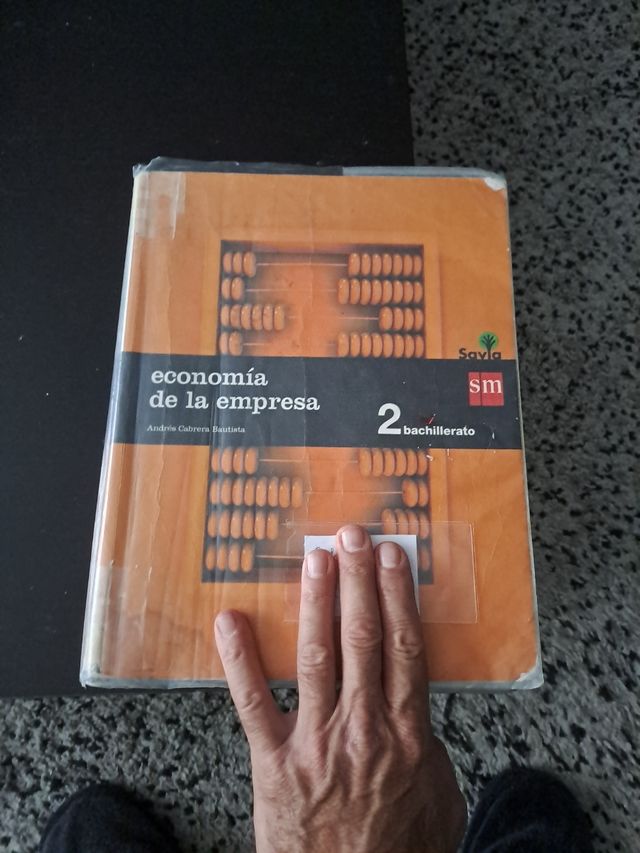 Savia
sm
economía
de la empresa
Andrés Cabrera Bautista
2 bachillerato